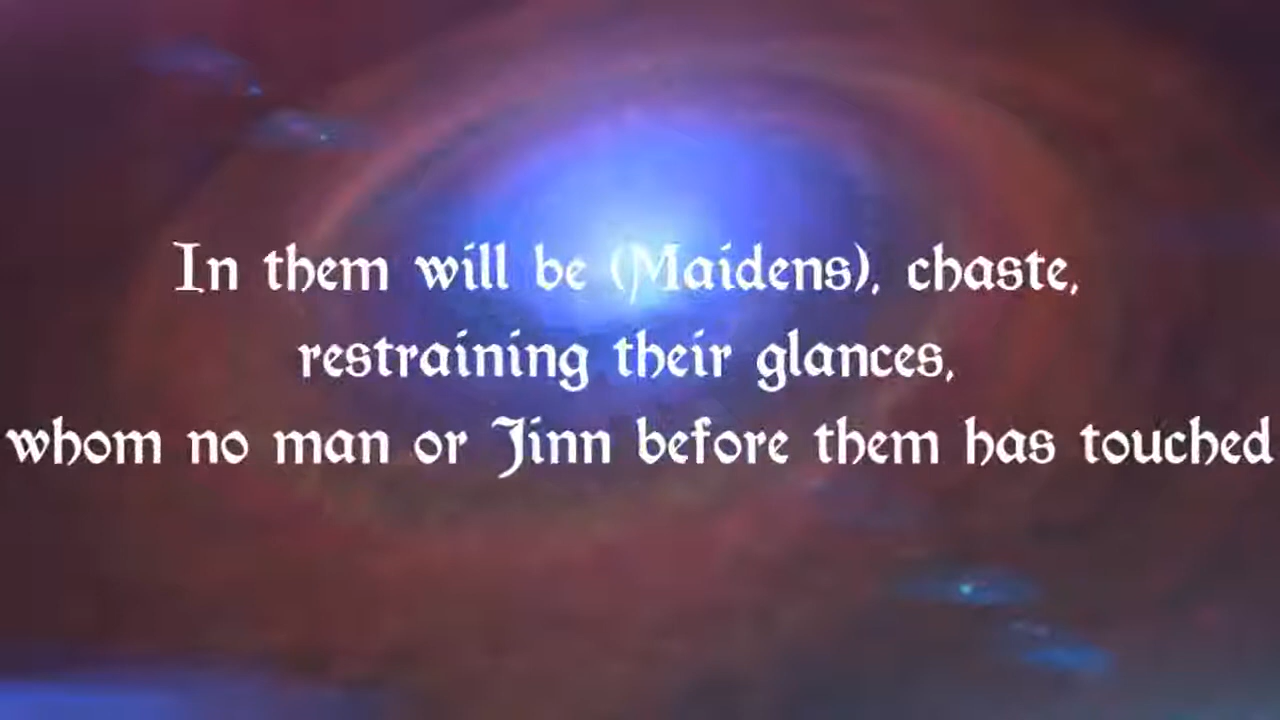 In them will be (Maidens), chaste,
restraining their glances,
whom no man or Jinn before them has touched